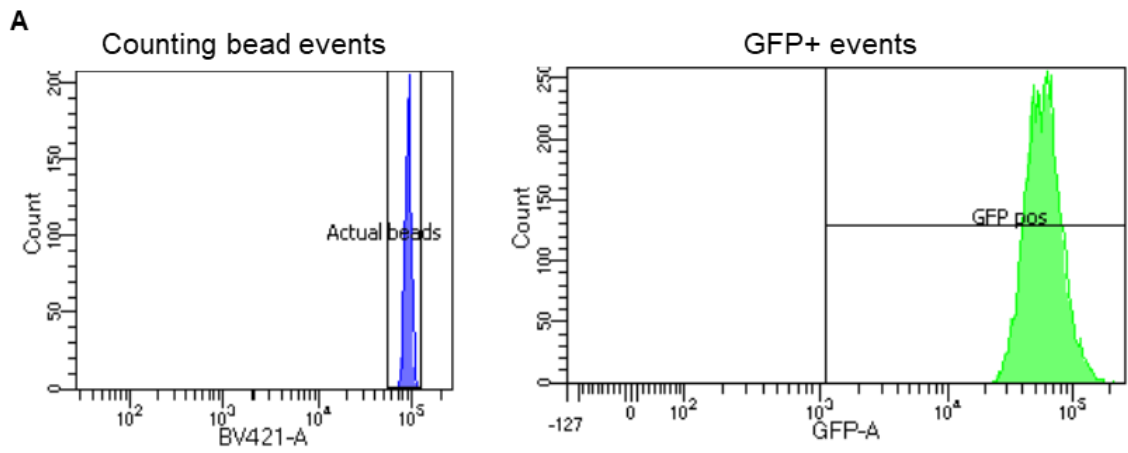 A
Counting bead events
GFP+ events
Count
200
150
100
50
0
Actual beads
10²
10³
10⁴
10⁵
BV421-A
Count
250
200
150
100
50
0
GFP pos
-127
0
10²
10³
10⁴
10⁵
GFP-A